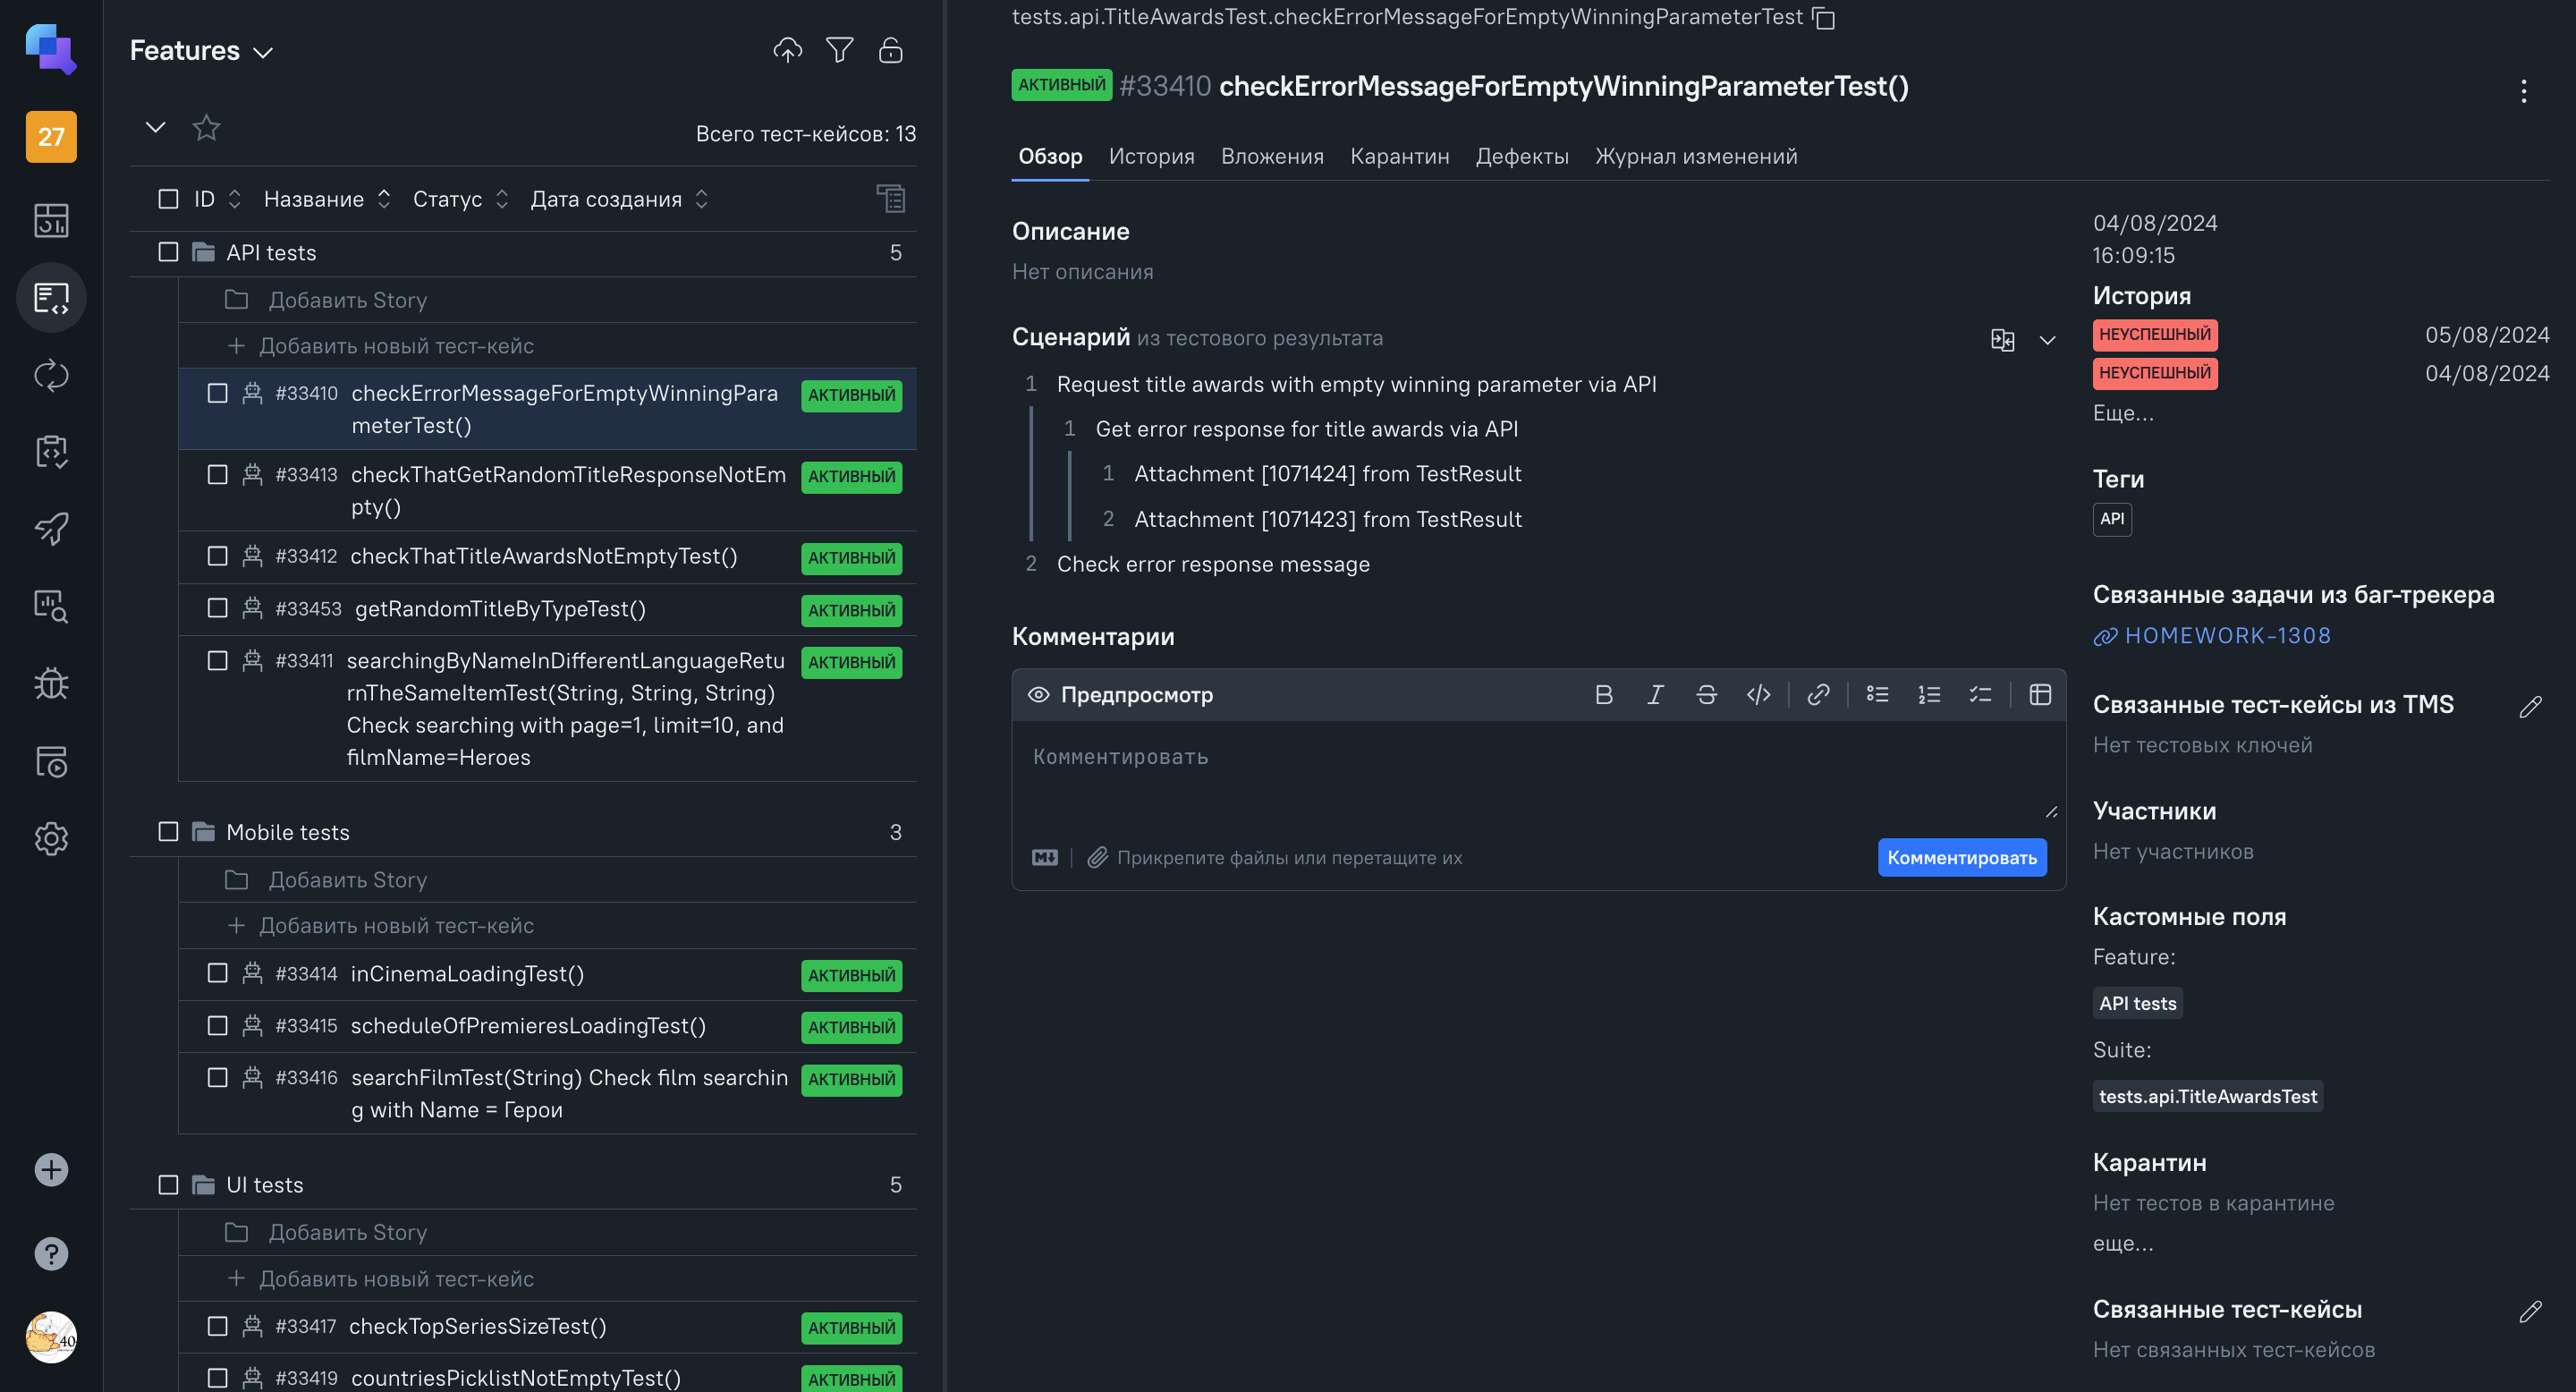 27
Features
Всего тест-кейсов: 13
ID Название Статус Дата создания
API tests 5
Добавить Story
Добавить новый тест-кейс
#33410 checkErrorMessageForEmptyWinningPara АКТИВНЫЙ
meterTest()
#33413 checkThatGetRandomTitleResponseNotEm АКТИВНЫЙ
pty()
#33412 checkThatTitleAwardsNotEmptyTest() АКТИВНЫЙ
#33453 getRandomTitleByTypeTest() АКТИВНЫЙ
#33411 searchingByNameInDifferentLanguageRetu АКТИВНЫЙ
rnTheSameItemTest(String, String, String)
Check searching with page=1, limit=10, and
filmName=Heroes
Mobile tests 3
Добавить Story
Добавить новый тест-кейс
#33414 inCinemaLoadingTest() АКТИВНЫЙ
#33415 scheduleOfPremieresLoadingTest() АКТИВНЫЙ
#33416 searchFilmTest(String) Check film searchin АКТИВНЫЙ
g with Name = Герои
UI tests 5
Добавить Story
Добавить новый тест-кейс
#33417 checkTopSeriesSizeTest() АКТИВНЫЙ
#33419 countriesPicklistNotEmptyTest() АКТИВНЫЙ
40
tests.api.TitleAwardsTest.checkErrorMessageForEmptyWinningParameterTest
АКТИВНЫЙ #33410 checkErrorMessageForEmptyWinningParameterTest()
Обзор История Вложения Карантин Дефекты Журнал изменений
Описание
Нет описания
Сценарий из тестового результата
1 Request title awards with empty winning parameter via API
1 Get error response for title awards via API
1 Attachment [1071424] from TestResult
2 Attachment [1071423] from TestResult
2 Check error response message
Комментарии
Предпросмотр
Комментировать
Прикрепите файлы или перетащите их Комментировать
04/08/2024
16:09:15
История
НЕУСПЕШНЫЙ 05/08/2024
НЕУСПЕШНЫЙ 04/08/2024
Еще...
Теги
API
Связанные задачи из баг-трекера
HOMEWORK-1308
Связанные тест-кейсы из TMS
Нет тестовых ключей
Участники
Нет участников
Кастомные поля
Feature:
API tests
Suite:
tests.api.TitleAwardsTest
Карантин
Нет тестов в карантине
еще...
Связанные тест-кейсы
Нет связанных тест-кейсов